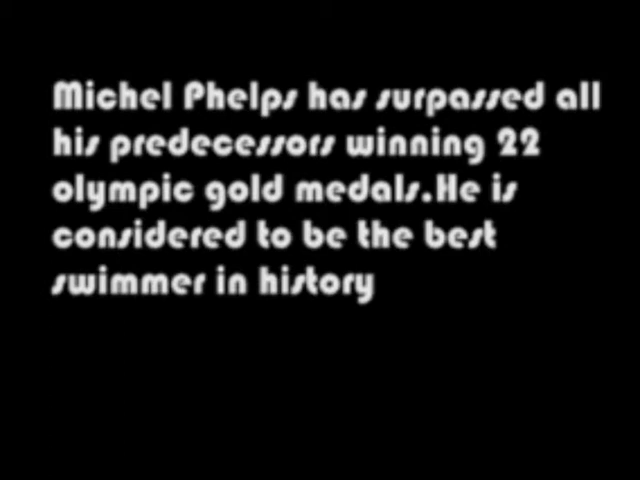 Michel Phelps has surpassed all
his predecessors winning 22
olympic gold medals.He is
considered to be the best
swimmer in history